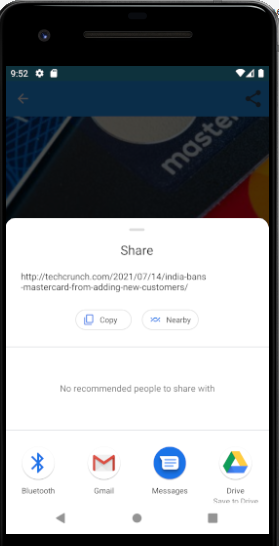 9:52
master
Share
http://techcrunch.com/2021/07/14/india-bans
-mastercard-from-adding-new-customers/
Copy
Nearby
No recommended people to share with
Bluetooth
Gmail
Messages
Drive
Save to Drive